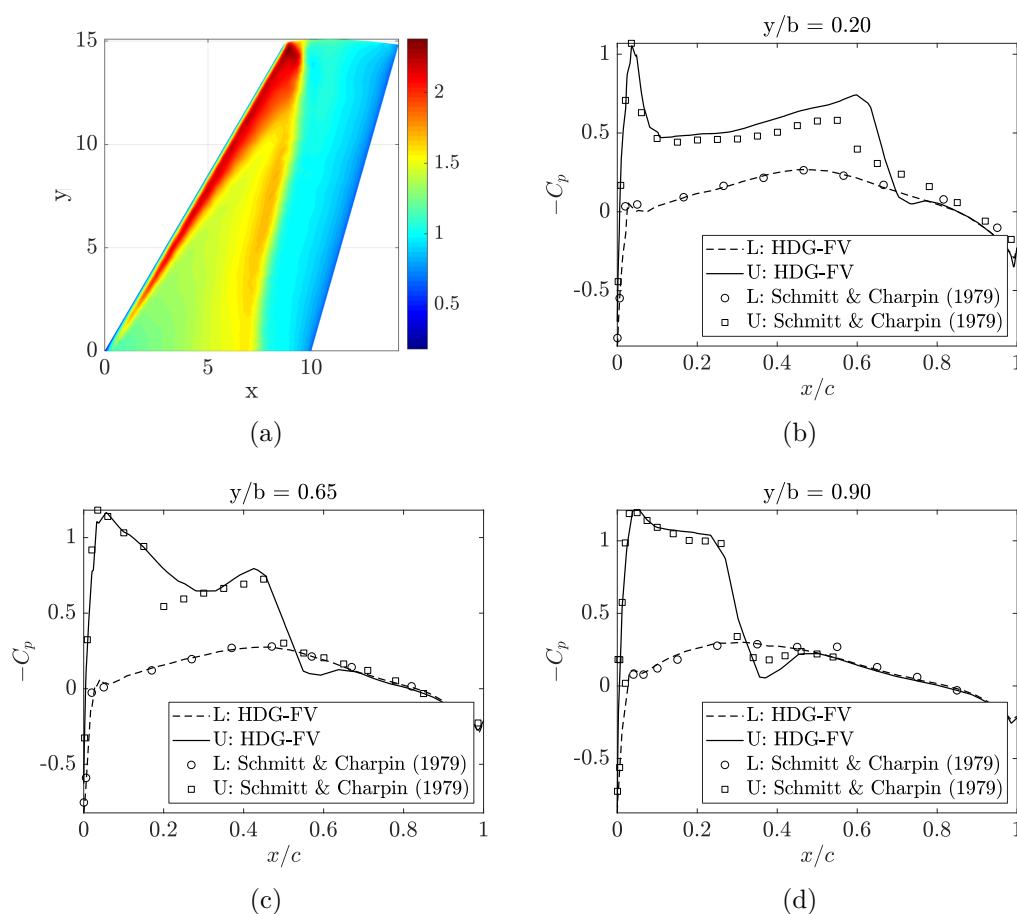 15
10
5
0
y
0
5
10
x
2
1.5
1
0.5
(a)
y/b = 0.20
1
0.5
0
-0.5
−C_p
L: HDG-FV
U: HDG-FV
L: Schmitt & Charpin (1979)
U: Schmitt & Charpin (1979)
0 0.2 0.4 0.6 0.8 1
x/c
(b)
y/b = 0.65
1
0.5
0
-0.5
−C_p
L: HDG-FV
U: HDG-FV
L: Schmitt & Charpin (1979)
U: Schmitt & Charpin (1979)
0 0.2 0.4 0.6 0.8 1
x/c
(c)
y/b = 0.90
1
0.5
0
-0.5
−C_p
L: HDG-FV
U: HDG-FV
L: Schmitt & Charpin (1979)
U: Schmitt & Charpin (1979)
0 0.2 0.4 0.6 0.8 1
x/c
(d)